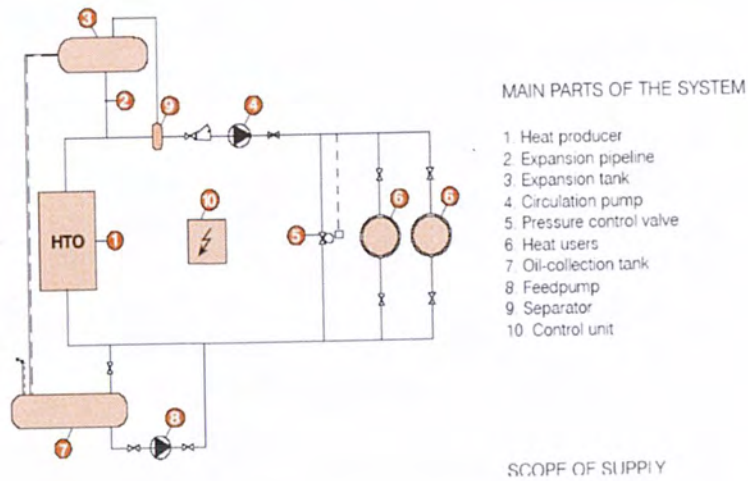 3
2
9
4
MAIN PARTS OF THE SYSTEM
1. Heat producer
2. Expansion pipeline
3. Expansion tank
4. Circulation pump
5. Pressure control valve
6. Heat users
7. Oil-collection tank
8. Feedpump
9. Separator
10. Control unit
10
6
6
HTO
1
5
8
7
SCOPE OF SUPPLY